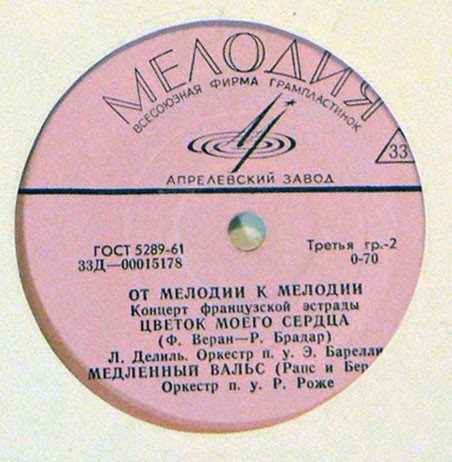 МЕЛОДИЯ
ВСЕСОЮЗНАЯ ФИРМА ГРАМПЛАСТИНОК
33
АПРЕЛЕВСКИЙ ЗАВОД
ГОСТ 5289-61
33Д—00015178
Третья гр.-2
0-70
ОТ МЕЛОДИИ К МЕЛОДИИ
Концерт французской эстрады
ЦВЕТОК МОЕГО СЕРДЦА
(Ф. Веран—Р. Брадар)
Л. Делиль. Оркестр п. у. Э. Барелли
МЕДЛЕННЫЙ ВАЛЬС (Рапс и
Оркестр п. у. Р. Роже